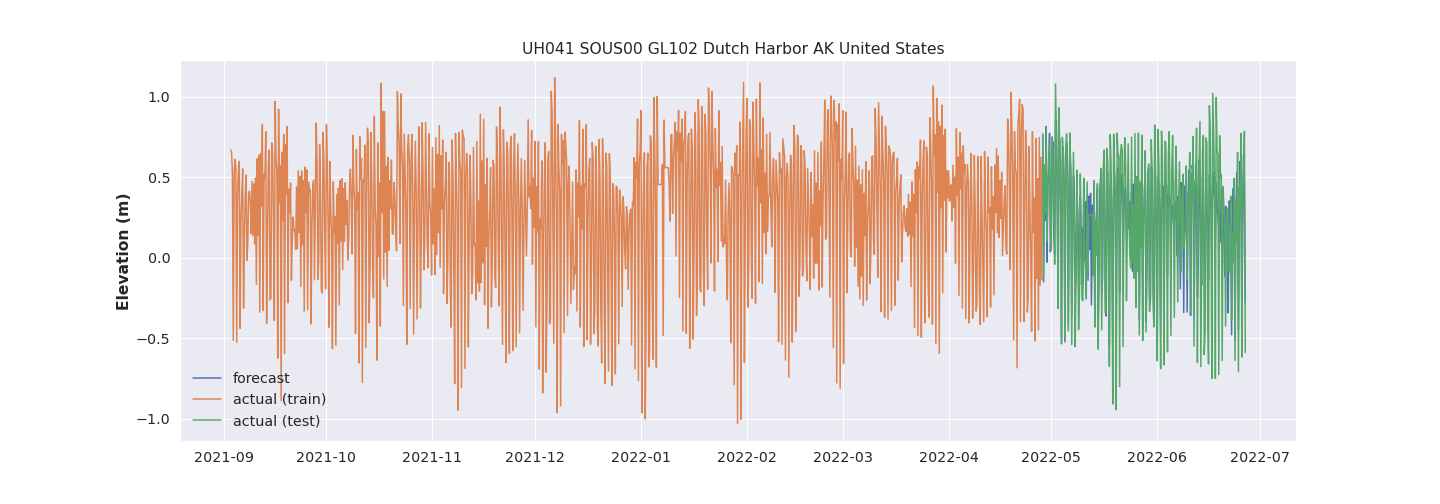 UH041 SOUS00 GL102 Dutch Harbor AK United States
Elevation (m)
1.0
0.5
0.0
−0.5
−1.0
forecast
actual (train)
actual (test)
2021-09 2021-10 2021-11 2021-12 2022-01 2022-02 2022-03 2022-04 2022-05 2022-06 2022-07